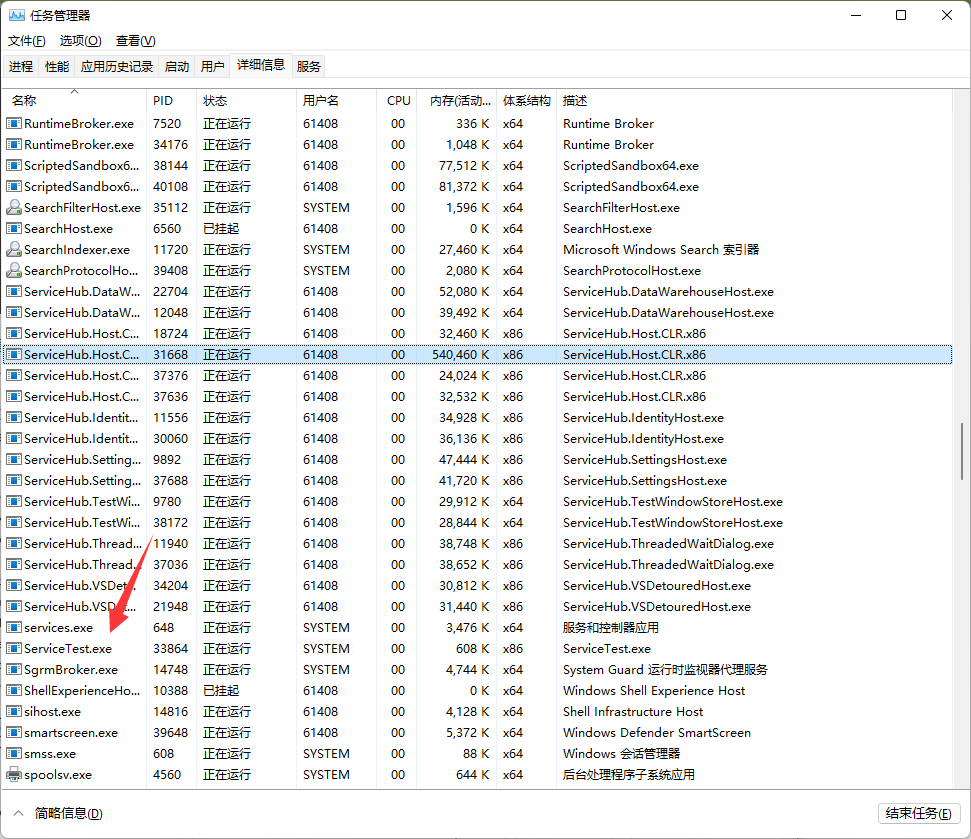 任务管理器
文件(F) 选项(O) 查看(V)
进程 性能 应用历史记录 启动 用户 详细信息 服务
名称 PID 状态 用户名 CPU 内存(活动... 体系结构 描述
RuntimeBroker.exe 7520 正在运行 61408 00 336 K x64 Runtime Broker
RuntimeBroker.exe 34176 正在运行 61408 00 1,048 K x64 Runtime Broker
ScriptedSandbox6... 38144 正在运行 61408 00 77,512 K x64 ScriptedSandbox64.exe
ScriptedSandbox6... 40108 正在运行 61408 00 81,372 K x64 ScriptedSandbox64.exe
SearchFilterHost.exe 35112 正在运行 SYSTEM 00 1,596 K x64 SearchFilterHost.exe
SearchHost.exe 6560 已挂起 61408 00 0 K x64 SearchHost.exe
SearchIndexer.exe 11720 正在运行 SYSTEM 00 27,460 K x64 Microsoft Windows Search 索引器
SearchProtocolHo... 39408 正在运行 SYSTEM 00 2,080 K x64 SearchProtocolHost.exe
ServiceHub.DataW... 22704 正在运行 61408 00 52,080 K x64 ServiceHub.DataWarehouseHost.exe
ServiceHub.DataW... 12048 正在运行 61408 00 39,492 K x64 ServiceHub.DataWarehouseHost.exe
ServiceHub.Host.C... 18724 正在运行 61408 00 32,460 K x86 ServiceHub.Host.CLR.x86
ServiceHub.Host.C... 31668 正在运行 61408 00 540,460 K x86 ServiceHub.Host.CLR.x86
ServiceHub.Host.C... 37376 正在运行 61408 00 24,024 K x86 ServiceHub.Host.CLR.x86
ServiceHub.Host.C... 37636 正在运行 61408 00 32,532 K x86 ServiceHub.Host.CLR.x86
ServiceHub.Identit... 11556 正在运行 61408 00 34,928 K x86 ServiceHub.IdentityHost.exe
ServiceHub.Identit... 30060 正在运行 61408 00 36,136 K x86 ServiceHub.IdentityHost.exe
ServiceHub.Setting... 9892 正在运行 61408 00 47,444 K x86 ServiceHub.SettingsHost.exe
ServiceHub.Setting... 37688 正在运行 61408 00 41,720 K x86 ServiceHub.SettingsHost.exe
ServiceHub.TestWi... 9780 正在运行 61408 00 29,912 K x64 ServiceHub.TestWindowStoreHost.exe
ServiceHub.TestWi... 38172 正在运行 61408 00 28,844 K x64 ServiceHub.TestWindowStoreHost.exe
ServiceHub.Thread... 11940 正在运行 61408 00 38,748 K x86 ServiceHub.ThreadedWaitDialog.exe
ServiceHub.Thread... 37036 正在运行 61408 00 38,652 K x86 ServiceHub.ThreadedWaitDialog.exe
ServiceHub.VSDet... 34204 正在运行 61408 00 30,812 K x86 ServiceHub.VSDetouredHost.exe
ServiceHub.VSDet... 21948 正在运行 61408 00 31,440 K x86 ServiceHub.VSDetouredHost.exe
services.exe 648 正在运行 SYSTEM 00 3,476 K x64 服务和控制器应用
ServiceTest.exe 33864 正在运行 SYSTEM 00 608 K x86 ServiceTest.exe
SgrmBroker.exe 14748 正在运行 SYSTEM 00 4,744 K x64 System Guard 运行时监视器代理服务
ShellExperienceHo... 10388 已挂起 61408 00 0 K x64 Windows Shell Experience Host
sihost.exe 14816 正在运行 61408 00 4,128 K x64 Shell Infrastructure Host
smartscreen.exe 39648 正在运行 61408 00 5,372 K x64 Windows Defender SmartScreen
smss.exe 608 正在运行 SYSTEM 00 88 K x64 Windows 会话管理器
spoolsv.exe 4560 正在运行 SYSTEM 00 644 K x64 后台处理程序子系统应用
简略信息(D) 结束任务(E)